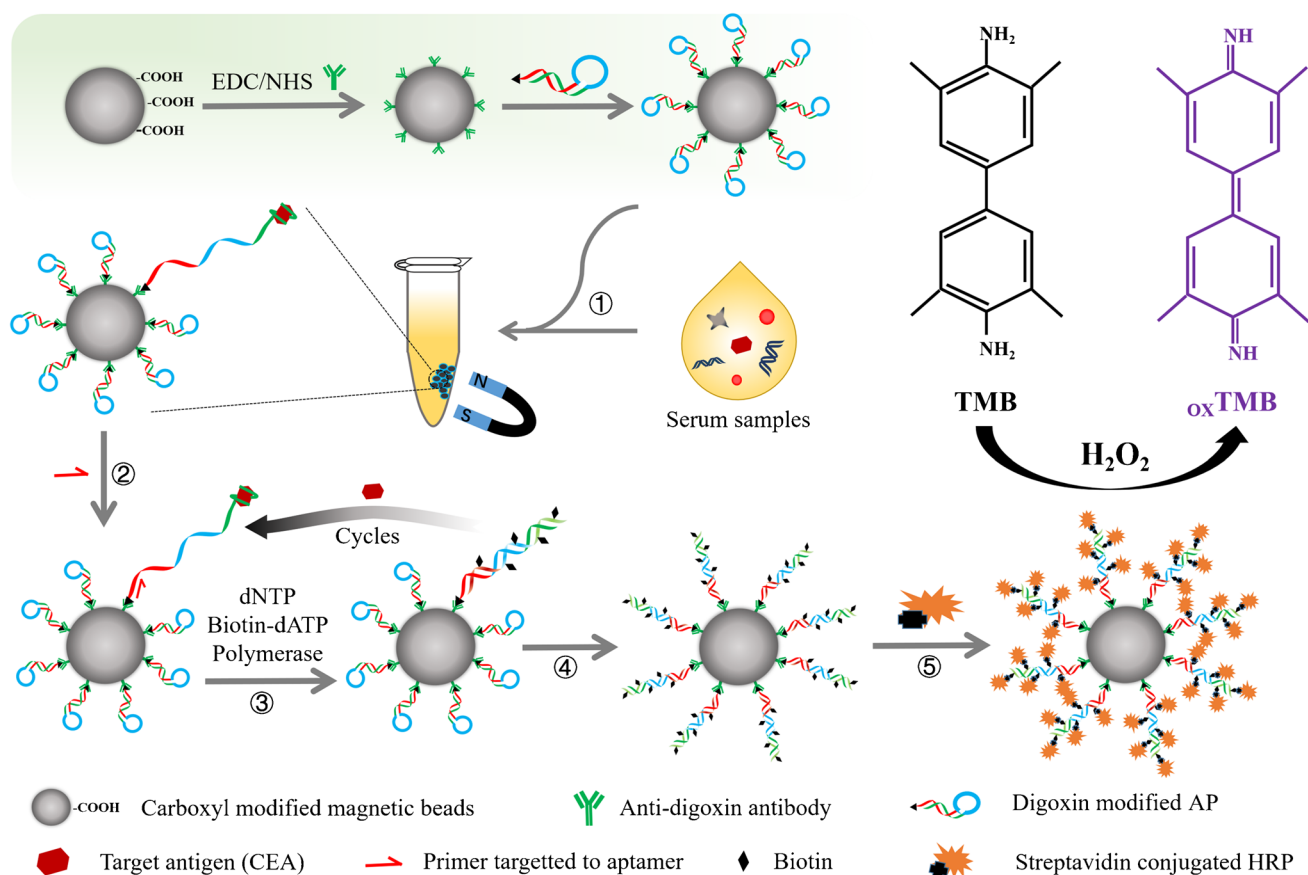 -COOH
-COOH
-COOH
EDC/NHS
NH₂
NH₂
TMB
NH
NH
oxTMB
H₂O₂
①
N
S
Serum samples
②
Cycles
dNTP
Biotin-dATP
Polymerase
③
④
⑤
-COOH Carboxyl modified magnetic beads
Anti-digoxin antibody
Digoxin modified AP
Target antigen (CEA)
Primer targetted to aptamer
Biotin
Streptavidin conjugated HRP